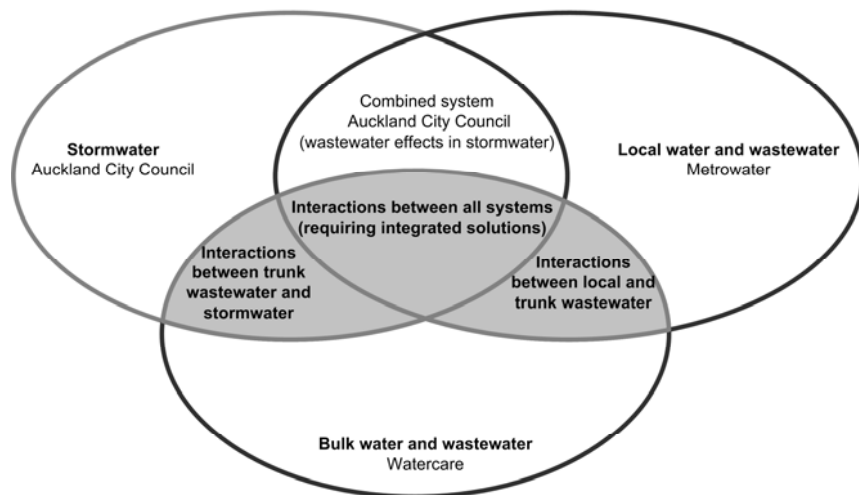 Combined system
Auckland City Council
(wastewater effects in stormwater)
Stormwater
Auckland City Council
Local water and wastewater
Metrowater
Interactions between all systems
(requiring integrated solutions)
Interactions
between trunk
wastewater and
stormwater
Interactions
between local and
trunk wastewater
Bulk water and wastewater
Watercare